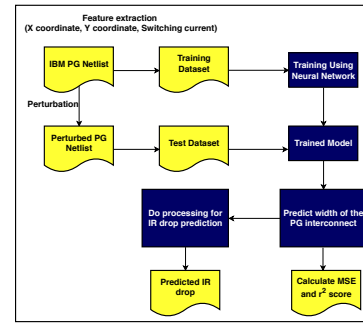 Feature extraction
(X coordinate, Y coordinate, Switching current)
IBM PG Netlist
Training
Dataset
Training Using
Neural Network
Perturbation
Perturbed PG
Netlist
Test Dataset
Trained Model
Do processing for
IR drop prediction
Predict width of the
PG interconnect
Predicted IR
drop
Calculate MSE
and r² score